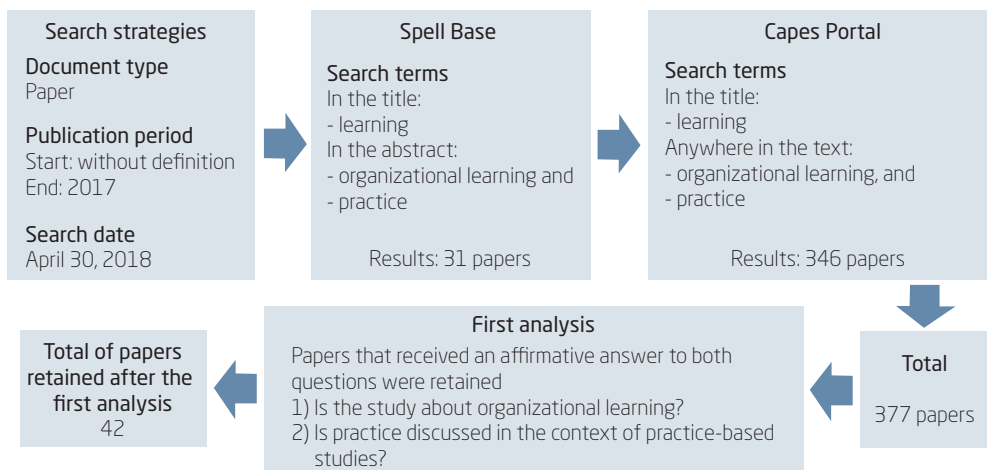 Search strategies
Document type
Paper
Publication period
Start: without definition
End: 2017
Search date
April 30, 2018
Spell Base
Search terms
In the title:
- learning
In the abstract:
- organizational learning and
- practice
Results: 31 papers
Capes Portal
Search terms
In the title:
- learning
Anywhere in the text:
- organizational learning, and
- practice
Results: 346 papers
Total
377 papers
First analysis
Papers that received an affirmative answer to both
questions were retained
1) Is the study about organizational learning?
2) Is practice discussed in the context of practice-based
studies?
Total of papers
retained after the
first analysis
42